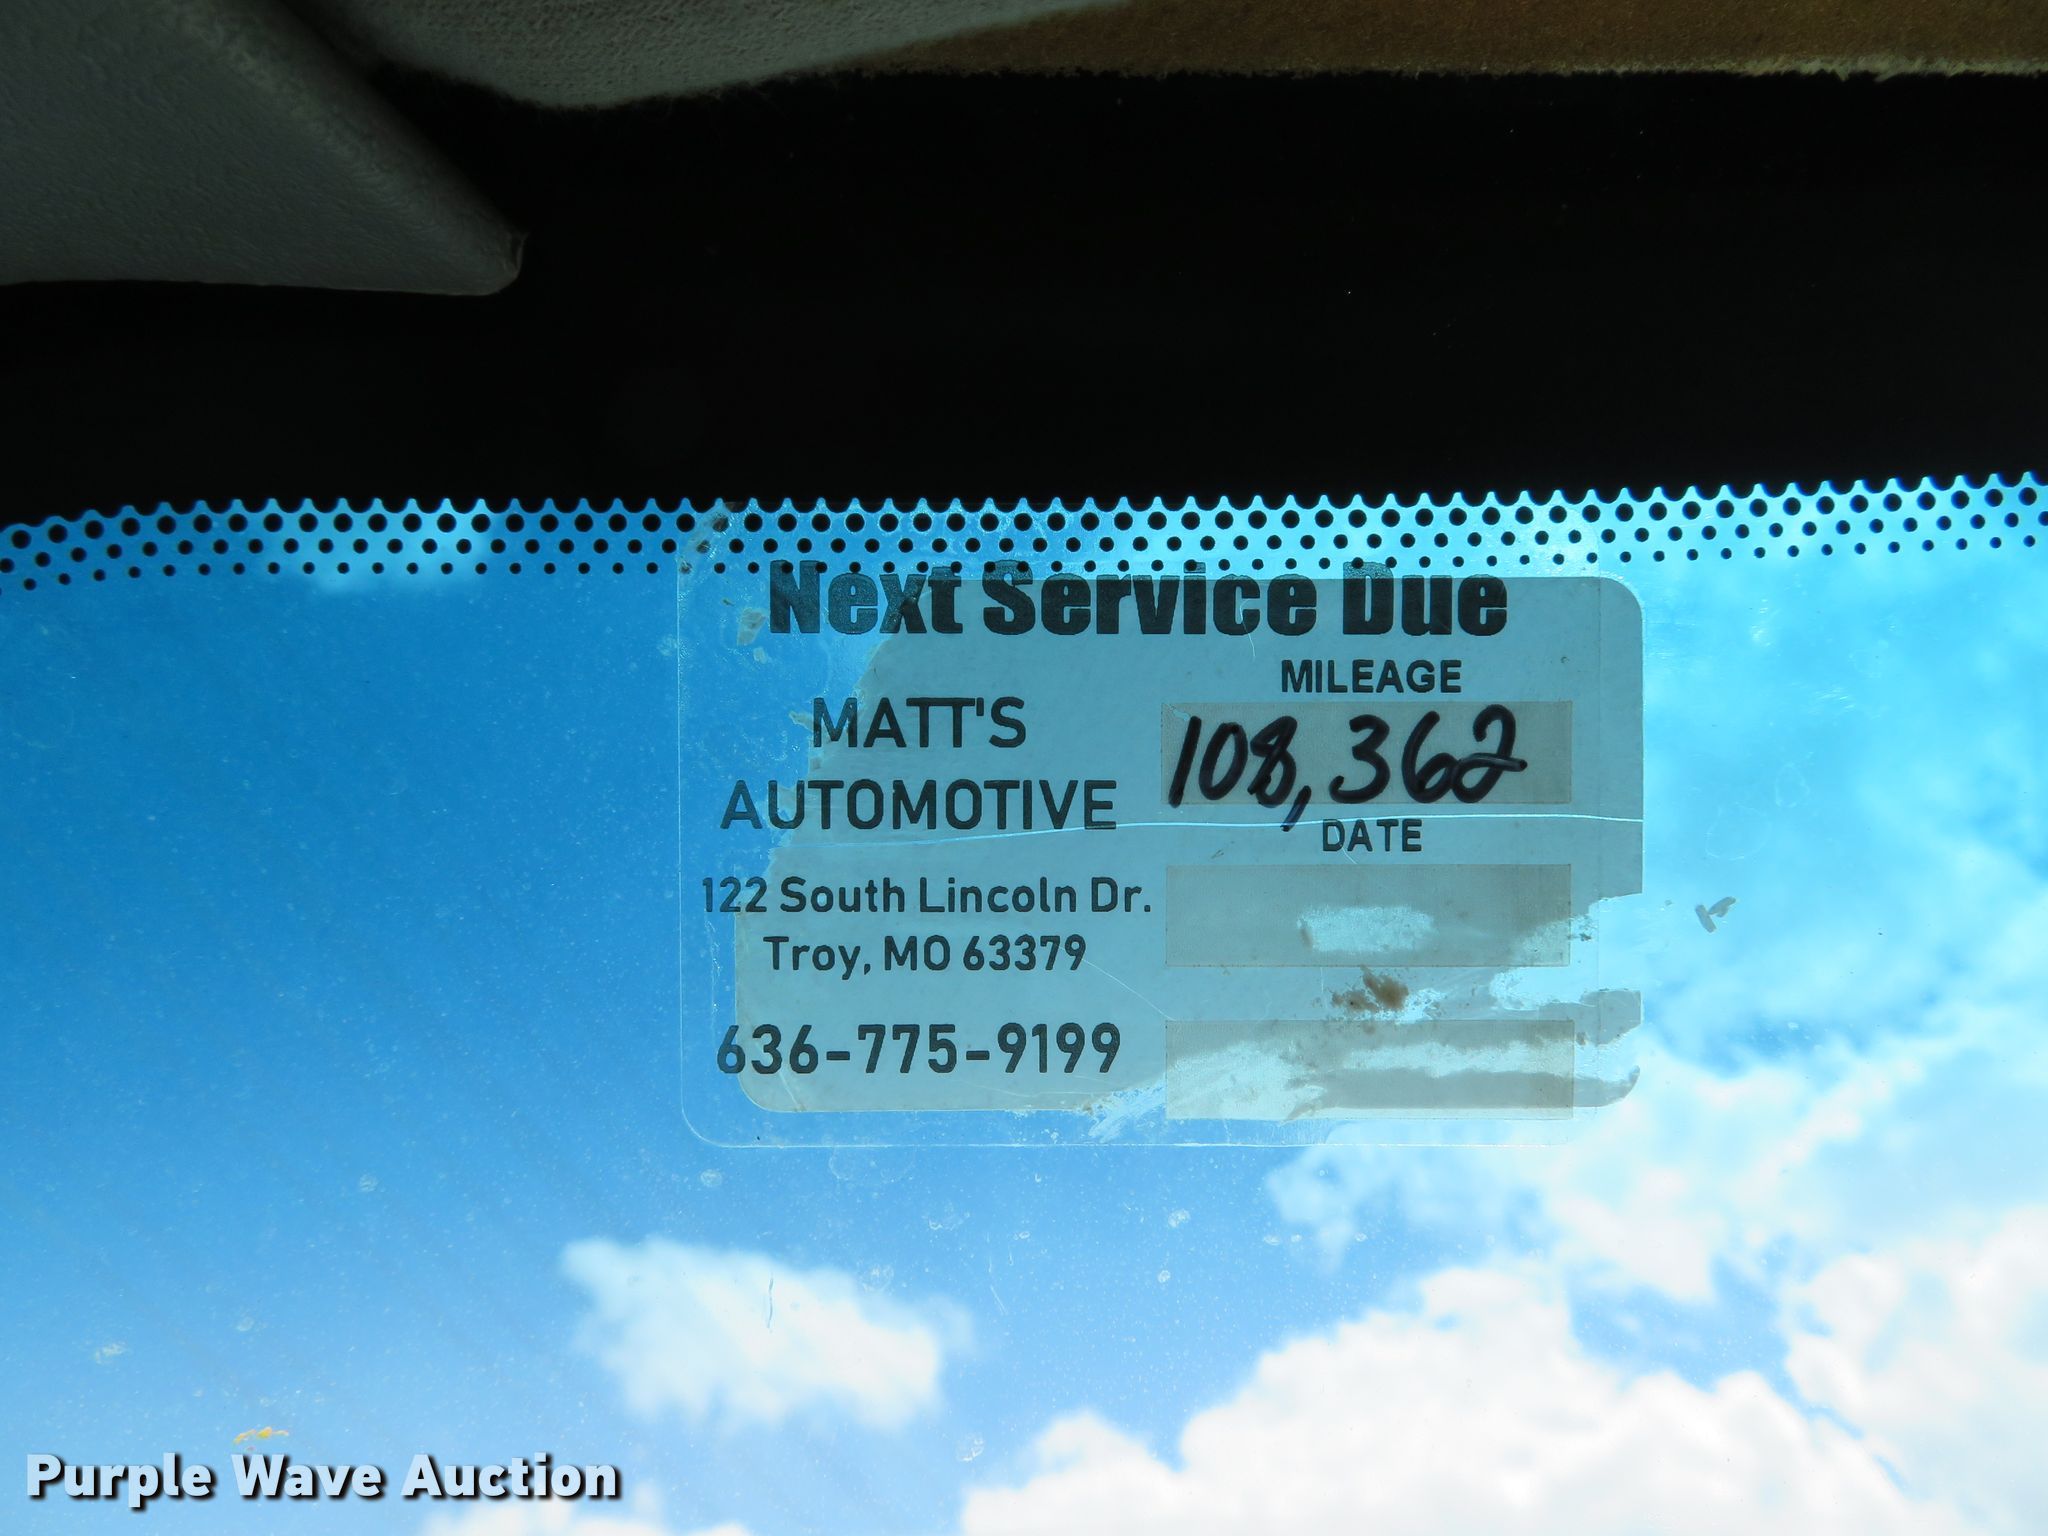 Next Service Due
MATT'S
AUTOMOTIVE
122 South Lincoln Dr.
Troy, MO 63379
636-775-9199
MILEAGE
108,362
DATE
Purple Wave Auction